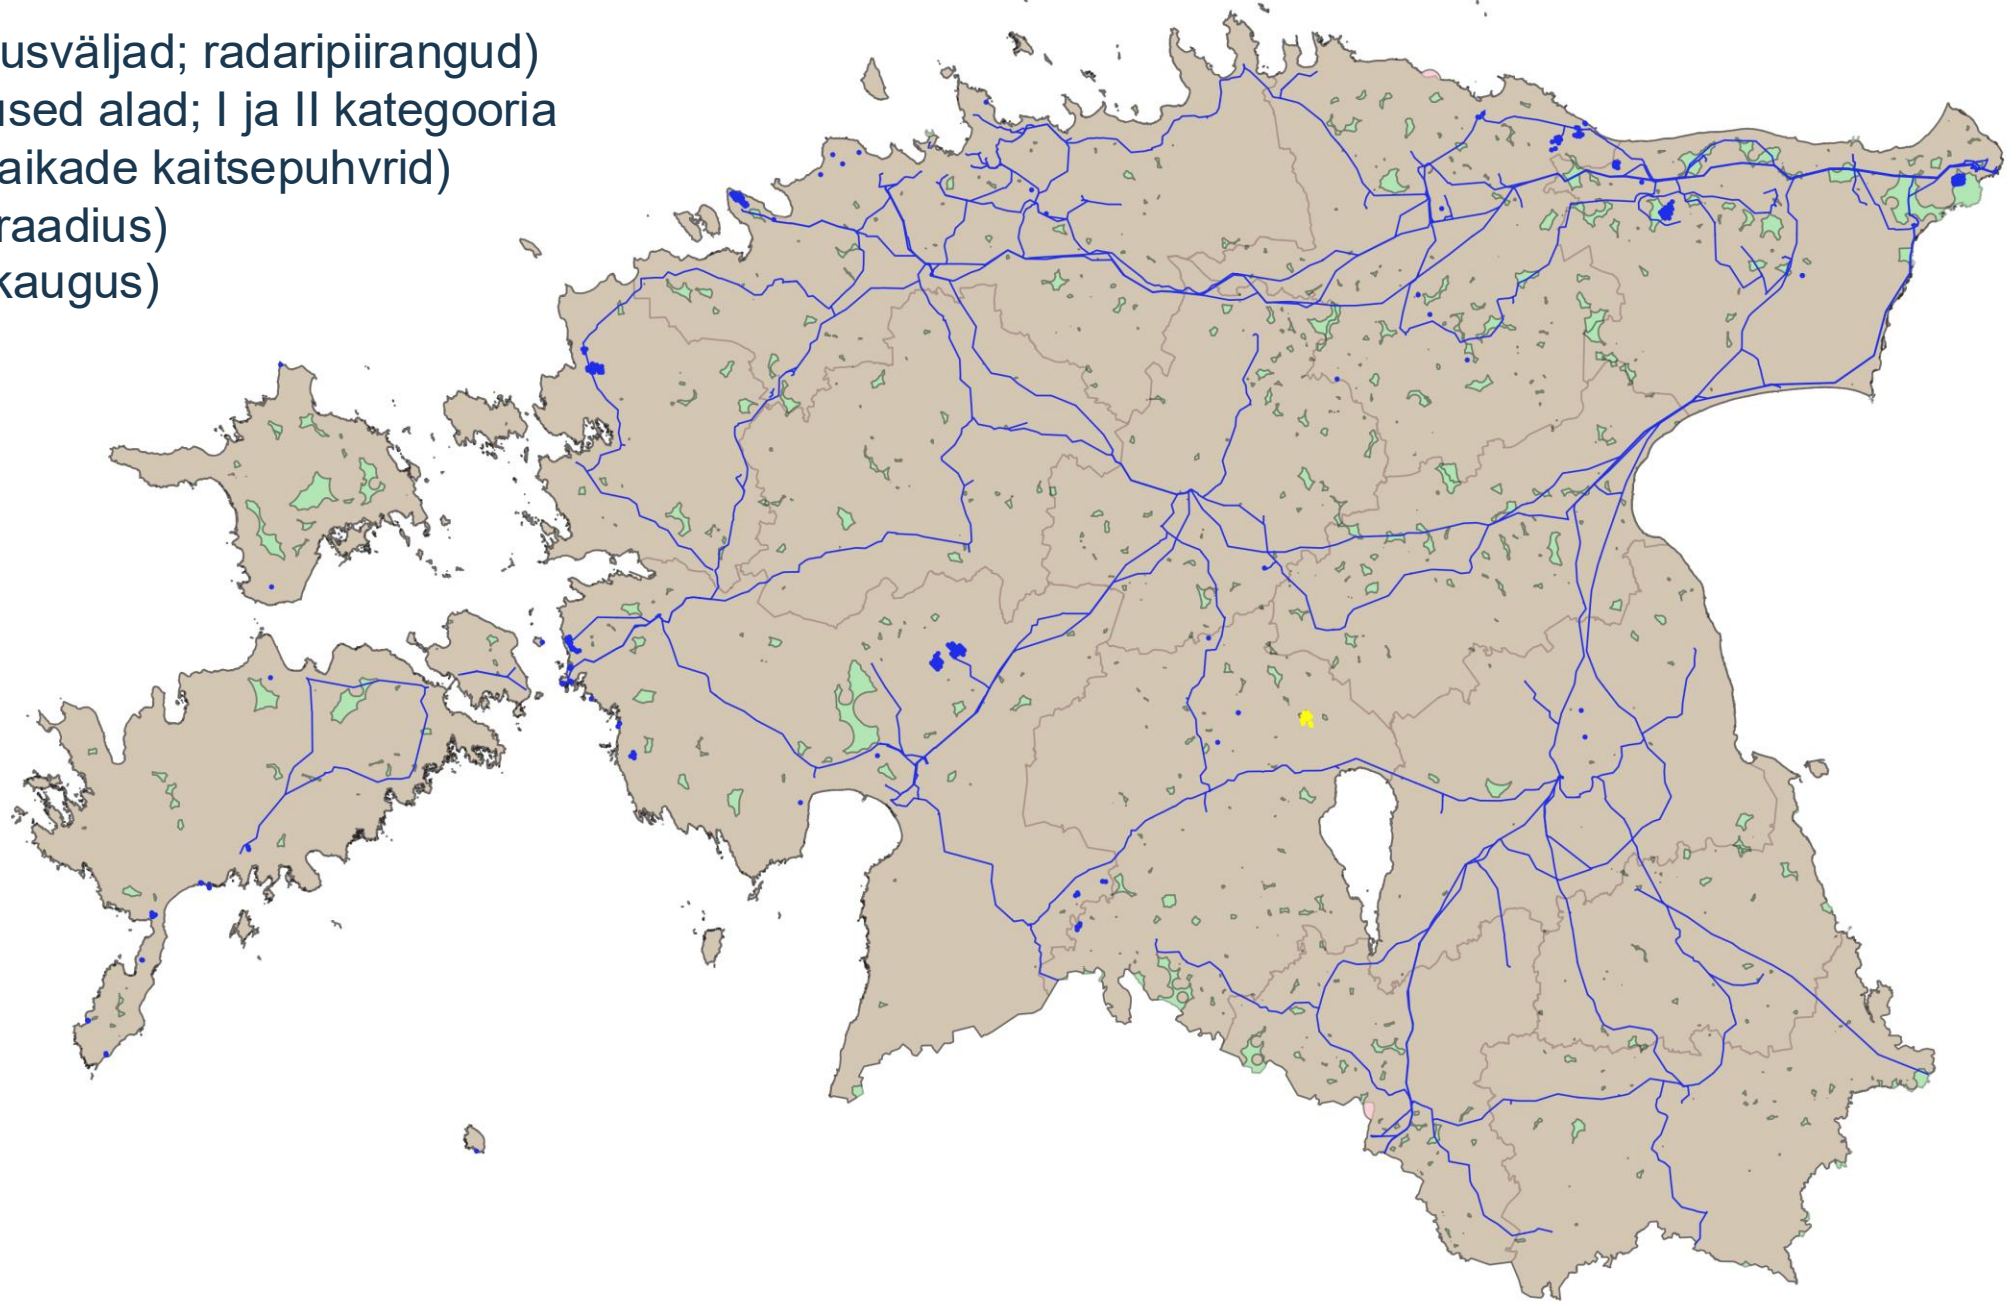 usväljad; radaripiirangud)
used alad; I ja II kategooria
aikade kaitsepuhvrid)
raadius)
kaugus)